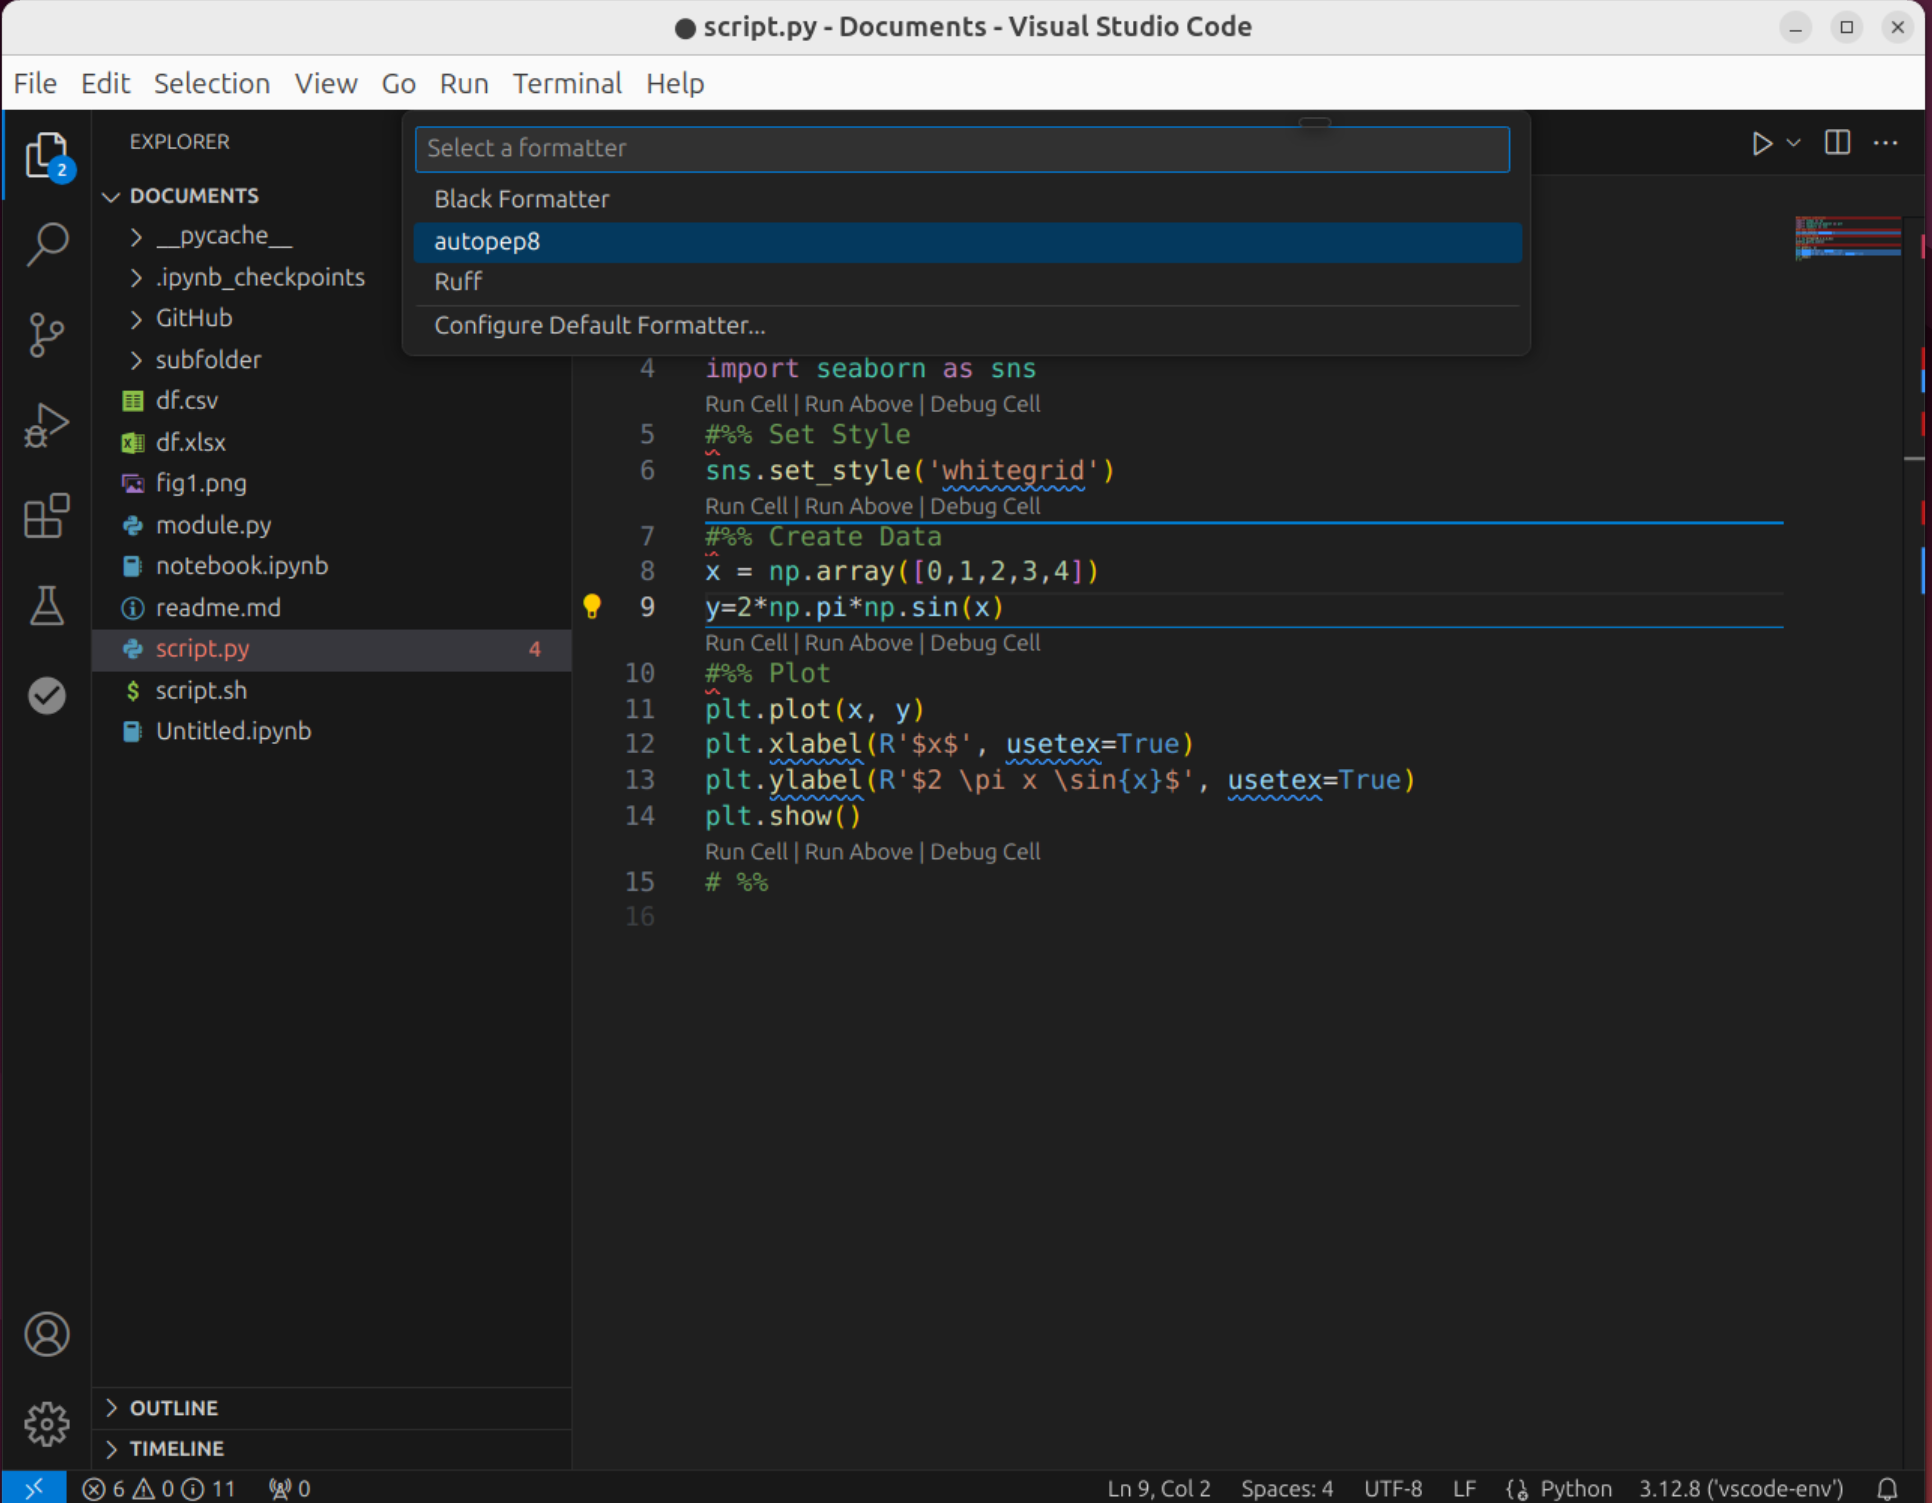 ● script.py - Documents - Visual Studio Code
File Edit Selection View Go Run Terminal Help
EXPLORER
2
DOCUMENTS
__pycache__
.ipynb_checkpoints
GitHub
subfolder
df.csv
df.xlsx
fig1.png
module.py
notebook.ipynb
readme.md
script.py 4
script.sh
Untitled.ipynb
OUTLINE
TIMELINE
Select a formatter
Black Formatter
autopep8
Ruff
Configure Default Formatter...
4 import seaborn as sns
Run Cell | Run Above | Debug Cell
5 #%% Set Style
6 sns.set_style('whitegrid')
Run Cell | Run Above | Debug Cell
7 #%% Create Data
8 x = np.array([0,1,2,3,4])
9 y=2*np.pi*np.sin(x)
Run Cell | Run Above | Debug Cell
10 #%% Plot
11 plt.plot(x, y)
12 plt.xlabel(R'$x$', usetex=True)
13 plt.ylabel(R'$2 \pi x \sin{x}$', usetex=True)
14 plt.show()
Run Cell | Run Above | Debug Cell
15 # %%
16
6 0 11 0 Ln 9, Col 2 Spaces: 4 UTF-8 LF Python 3.12.8 ('vscode-env')